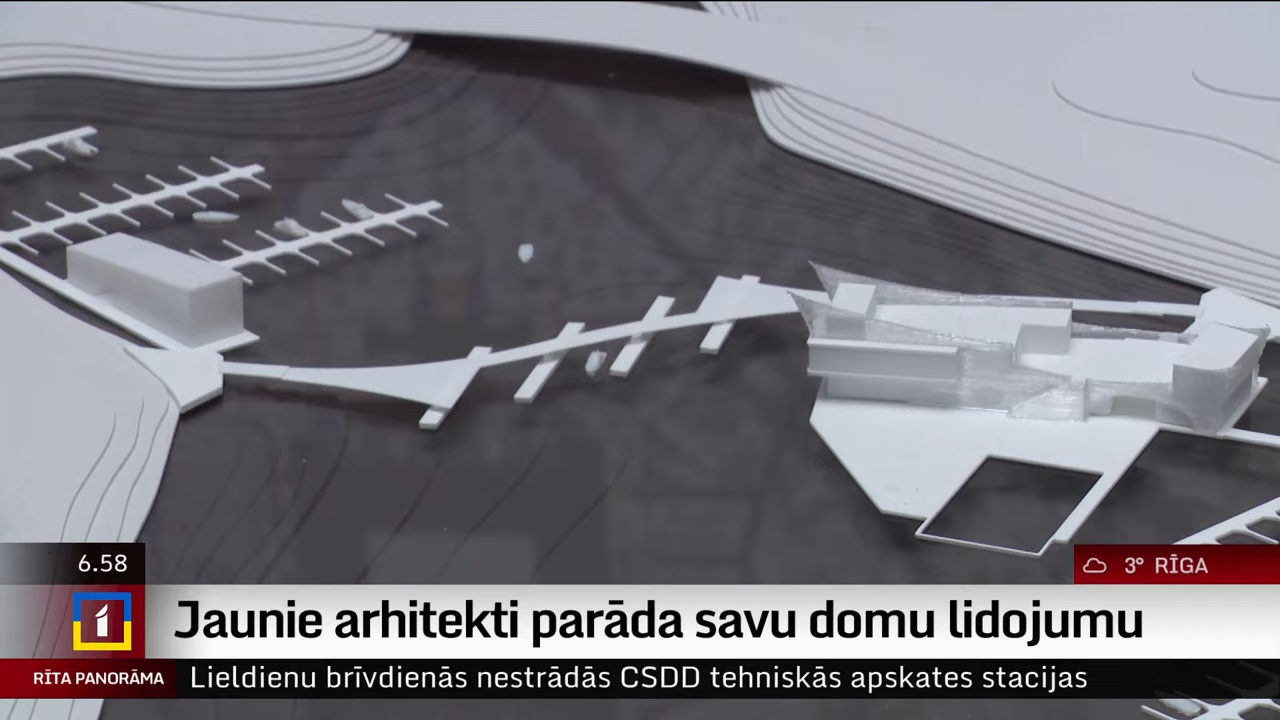 6.58
3° RĪGA
1
Jaunie arhitekti parāda savu domu lidojumu
RĪTA PANORĀMA
Lieldienu brīvdienās nestrādās CSDD tehniskās apskates stacijas